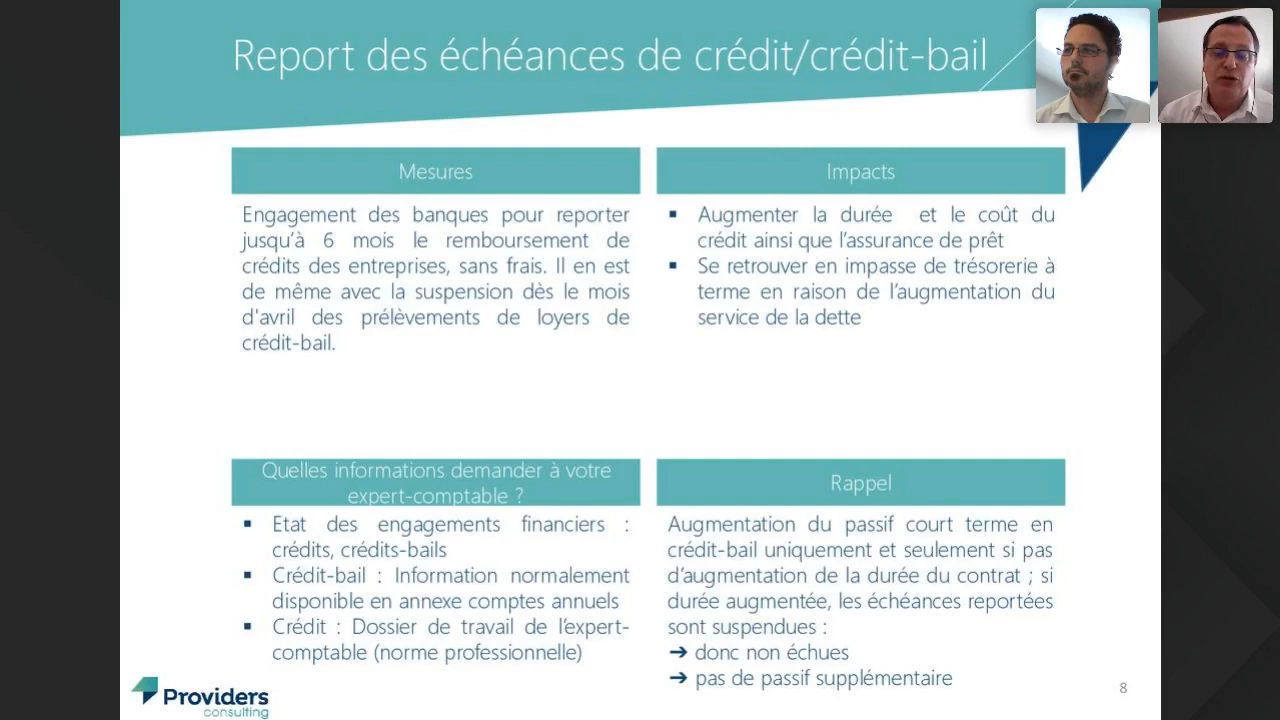 Report des échéances de crédit/crédit-bail
Mesures
Engagement des banques pour reporter
jusqu'à 6 mois le remboursement de
crédits des entreprises, sans frais. Il en est
de même avec la suspension dès le mois
d'avril des prélèvements de loyers de
crédit-bail.
Impacts
▪ Augmenter la durée et le coût du
crédit ainsi que l'assurance de prêt
▪ Se retrouver en impasse de trésorerie à
terme en raison de l'augmentation du
service de la dette
Quelles informations demander à votre
expert-comptable ?
▪ Etat des engagements financiers :
crédits, crédits-bails
▪ Crédit-bail : Information normalement
disponible en annexe comptes annuels
▪ Crédit : Dossier de travail de l'expert-
comptable (norme professionnelle)
Rappel
Augmentation du passif court terme en
crédit-bail uniquement et seulement si pas
d'augmentation de la durée du contrat ; si
durée augmentée, les échéances reportées
sont suspendues :
➔ donc non échues
➔ pas de passif supplémentaire
Providers
consulting
8